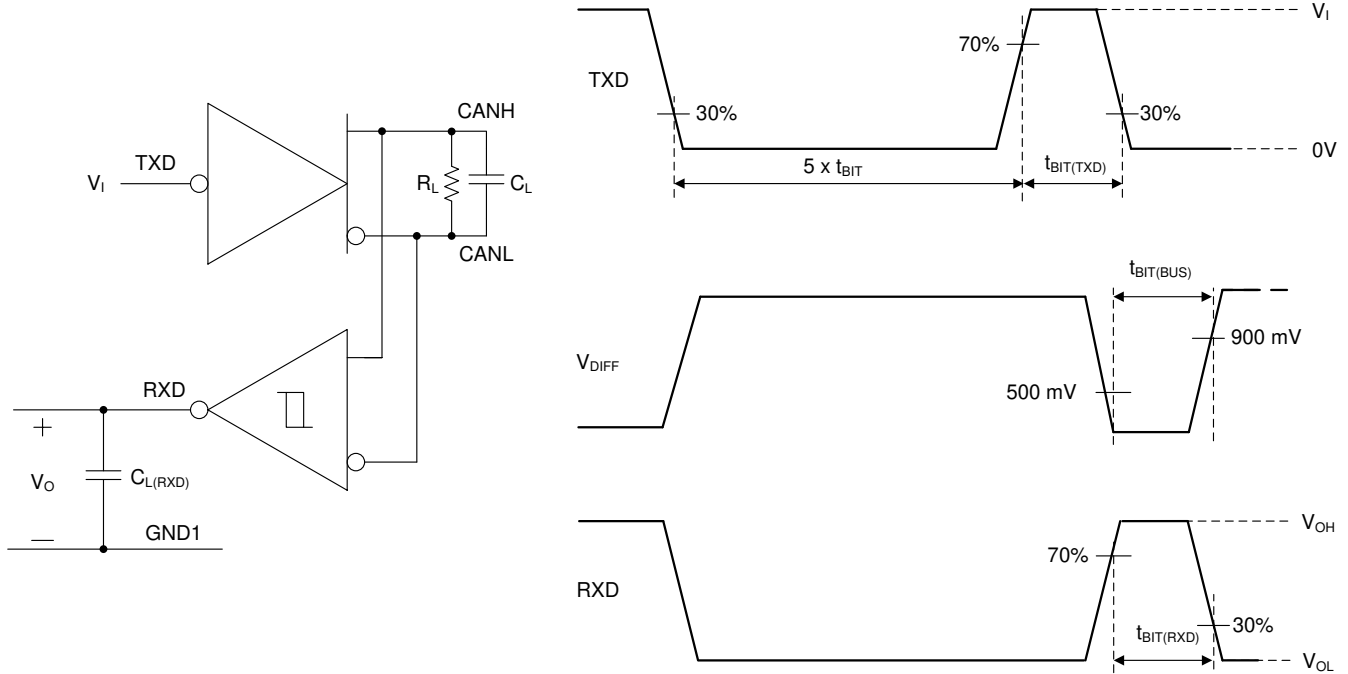 CANH
TXD
V_I
R_L
C_L
CANL
RXD
+
V_O
C_L(RXD)
—
GND1
V_I
70%
TXD
30%
30%
0V
5 x t_BIT
t_BIT(TXD)
t_BIT(BUS)
900 mV
V_DIFF
500 mV
V_OH
70%
RXD
30%
t_BIT(RXD)
V_OL